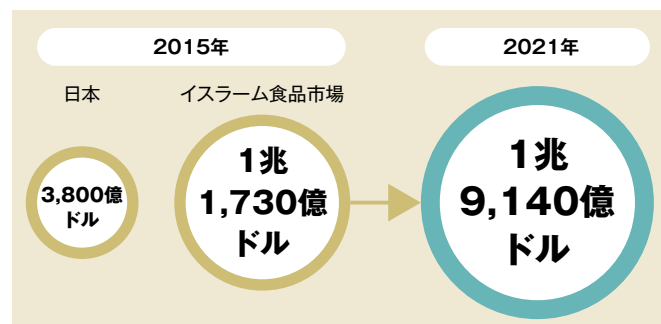 2015年
2021年
日本
イスラーム食品市場
3,800億
ドル
1兆
1,730億
ドル
1兆
9,140億
ドル